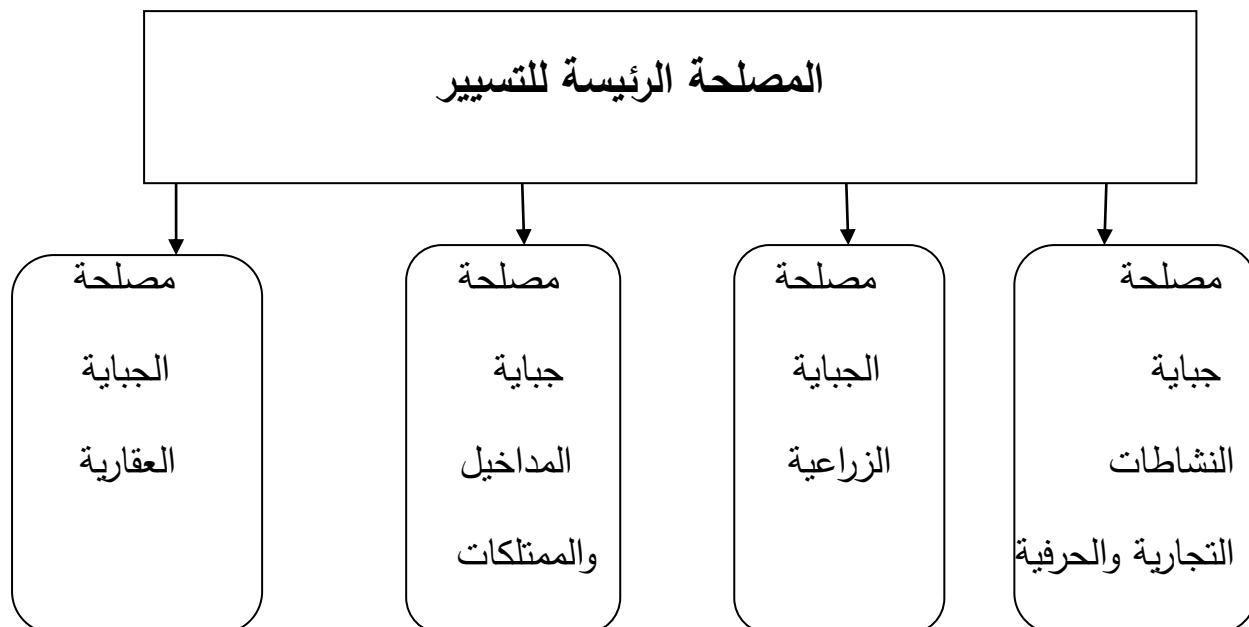 المصلحة الرئيسة للتسيير
مصلحة
جباية
النشاطات
التجارية والحرفية
مصلحة
الجباية
الزراعية
مصلحة
جباية
المداخيل
والممتلكات
مصلحة
الجباية
العقارية